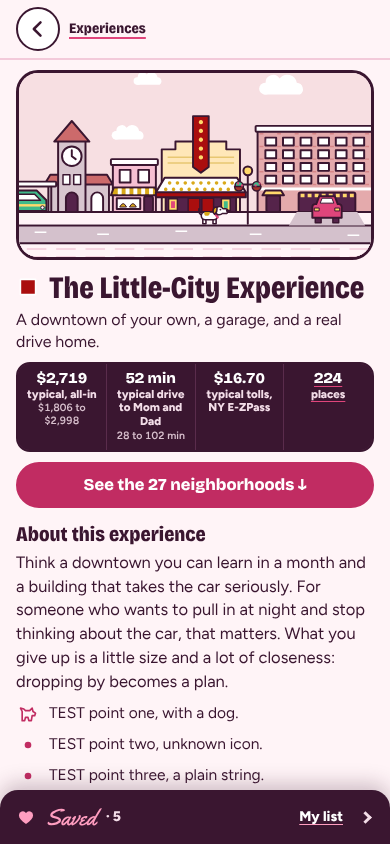 Experiences
The Little-City Experience
A downtown of your own, a garage, and a real
drive home.
$2,719
typical, all-in
$1,806 to
$2,998
52 min
typical drive
to Mom and
Dad
28 to 102 min
$16.70
typical tolls,
NY E-ZPass
224
places
See the 27 neighborhoods ↓
About this experience
Think a downtown you can learn in a month and
a building that takes the car seriously. For
someone who wants to pull in at night and stop
thinking about the car, that matters. What you
give up is a little size and a lot of closeness:
dropping by becomes a plan.
TEST point one, with a dog.
TEST point two, unknown icon.
TEST point three, a plain string.
Saved · 5
My list